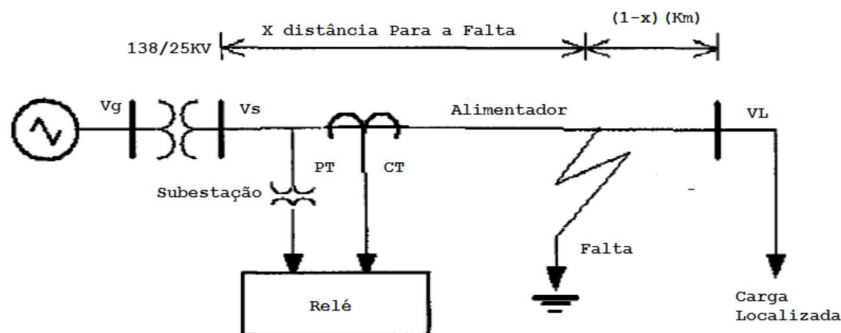 X distância Para a Falta
(1-x) (Km)
138/25KV
Vg
Vs
Alimentador
VL
PT
CT
Subestação
Falta
Relé
Carga
Localizada